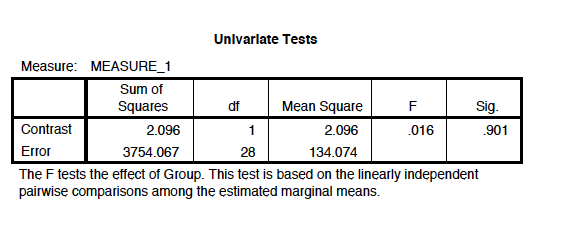 Univariate Tests
Measure: MEASURE_1
Sum of
Squares df Mean Square F Sig.
Contrast 2.096 1 2.096 .016 .901
Error 3754.067 28 134.074
The F tests the effect of Group. This test is based on the linearly independent
pairwise comparisons among the estimated marginal means.